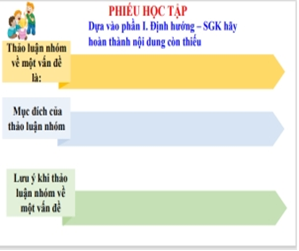 PHIẾU HỌC TẬP
Dựa vào phần I. Định hướng – SGK hãy
hoàn thành nội dung còn thiếu
Thảo luận nhóm
về một vấn đề
là:
Mục đích của
thảo luận nhóm
Lưu ý khi thảo
luận nhóm về
một vấn đề